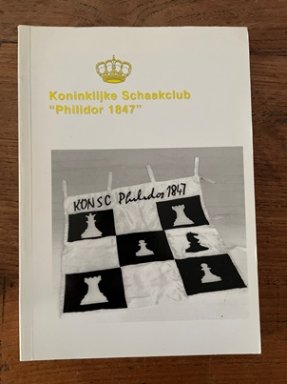 Koninklijke Schaakclub
"Philidor 1847"
KON SC Philidor 1847